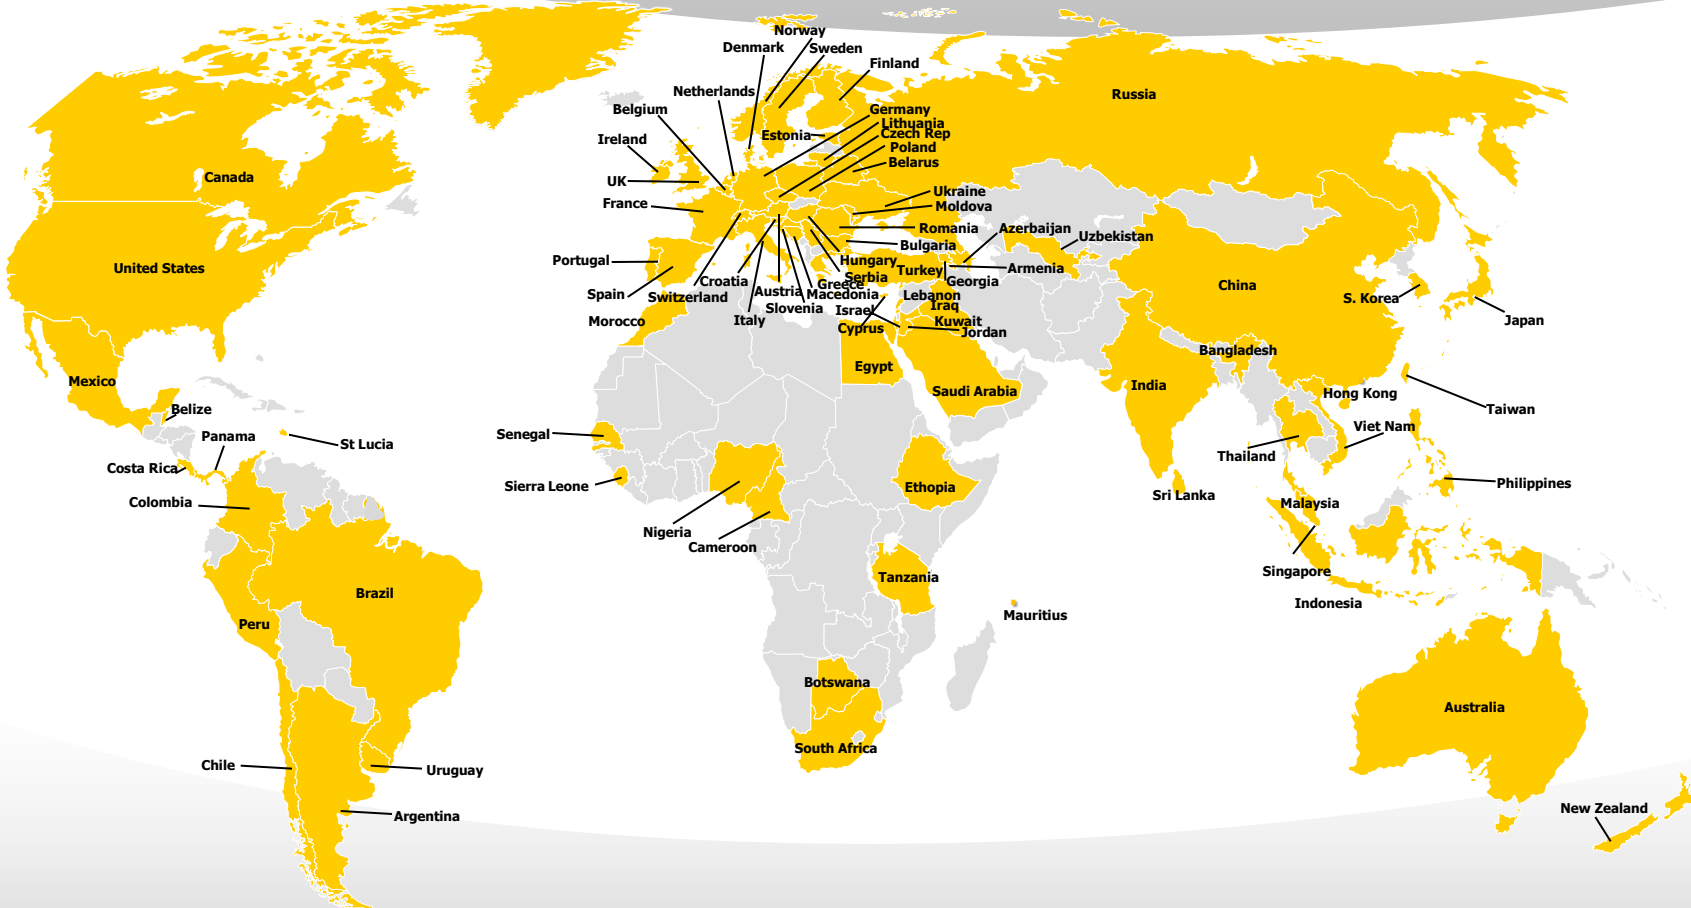 Norway
Denmark
Sweden
Finland
Netherlands
Russia
Belgium
Germany
Lithuania
Estonia
Czech Rep
Ireland
Poland
Belarus
Canada
UK
Ukraine
France
Moldova
Romania
Azerbaijan
Uzbekistan
Bulgaria
Portugal
Hungary
United States
Turkey
Armenia
Serbia
Croatia
Georgia
Greece
China
Spain
Switzerland
Austria
Macedonia
Lebanon
S. Korea
Slovenia
Israel
Iraq
Morocco
Italy
Kuwait
Japan
Cyprus
Jordan
Bangladesh
Egypt
Mexico
India
Saudi Arabia
Hong Kong
Belize
Taiwan
Panama
Senegal
Viet Nam
St Lucia
Thailand
Costa Rica
Sierra Leone
Ethopia
Philippines
Sri Lanka
Colombia
Malaysia
Nigeria
Cameroon
Singapore
Tanzania
Brazil
Indonesia
Mauritius
Peru
Botswana
Australia
South Africa
Chile
Uruguay
New Zealand
Argentina